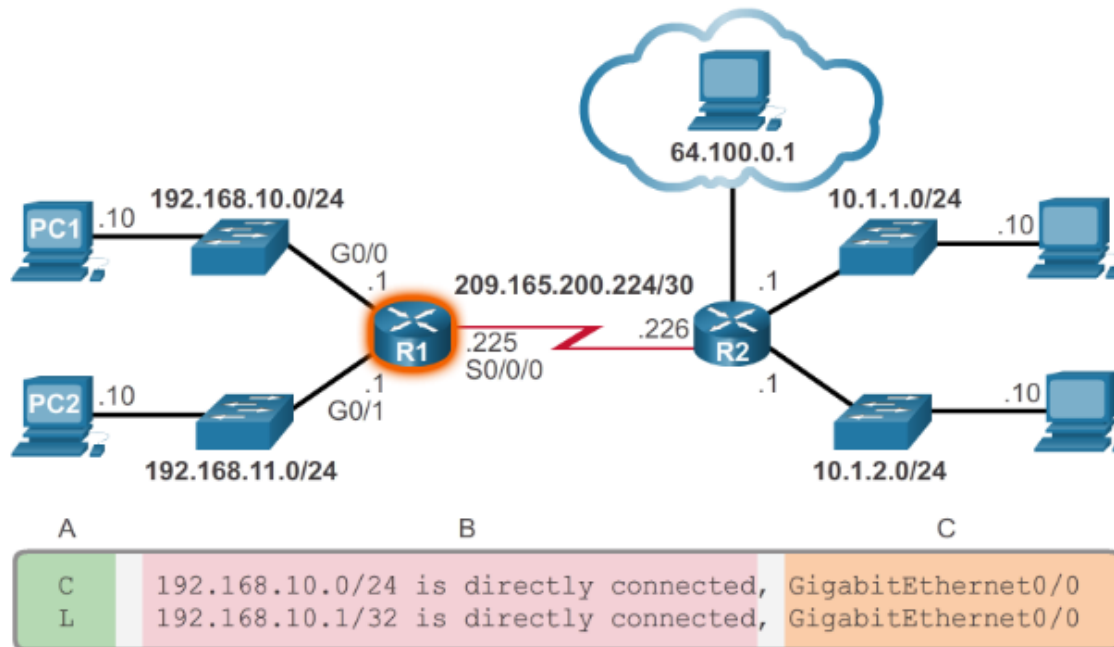 64.100.0.1
192.168.10.0/24
10.1.1.0/24
PC1
.10
.10
G0/0
.1
209.165.200.224/30
.1
R1
.225
S0/0/0
.226
R2
.1
G0/1
.1
PC2
.10
.10
192.168.11.0/24
10.1.2.0/24
A B C
C 192.168.10.0/24 is directly connected, GigabitEthernet0/0
L 192.168.10.1/32 is directly connected, GigabitEthernet0/0